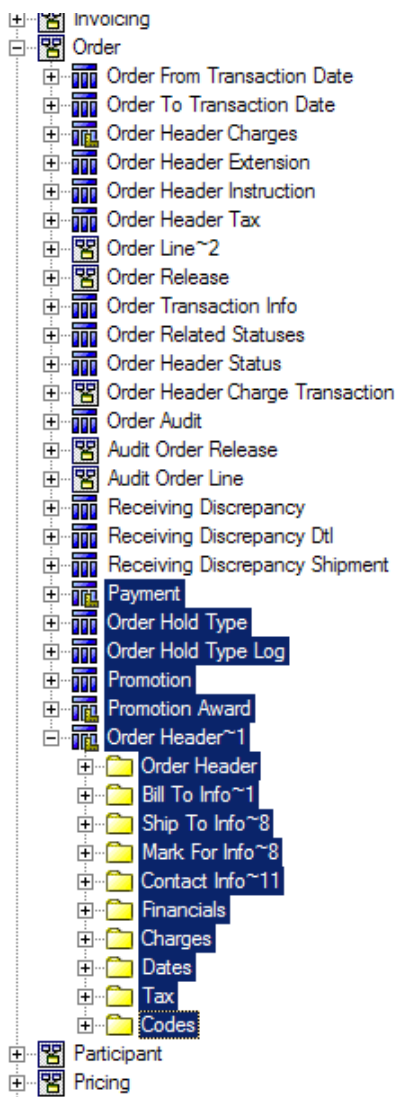 Invoicing
Order
Order From Transaction Date
Order To Transaction Date
Order Header Charges
Order Header Extension
Order Header Instruction
Order Header Tax
Order Line~2
Order Release
Order Transaction Info
Order Related Statuses
Order Header Status
Order Header Charge Transaction
Order Audit
Audit Order Release
Audit Order Line
Receiving Discrepancy
Receiving Discrepancy Dtl
Receiving Discrepancy Shipment
Payment
Order Hold Type
Order Hold Type Log
Promotion
Promotion Award
Order Header~1
Order Header
Bill To Info~1
Ship To Info~8
Mark For Info~8
Contact Info~11
Financials
Charges
Dates
Tax
Codes
Participant
Pricing